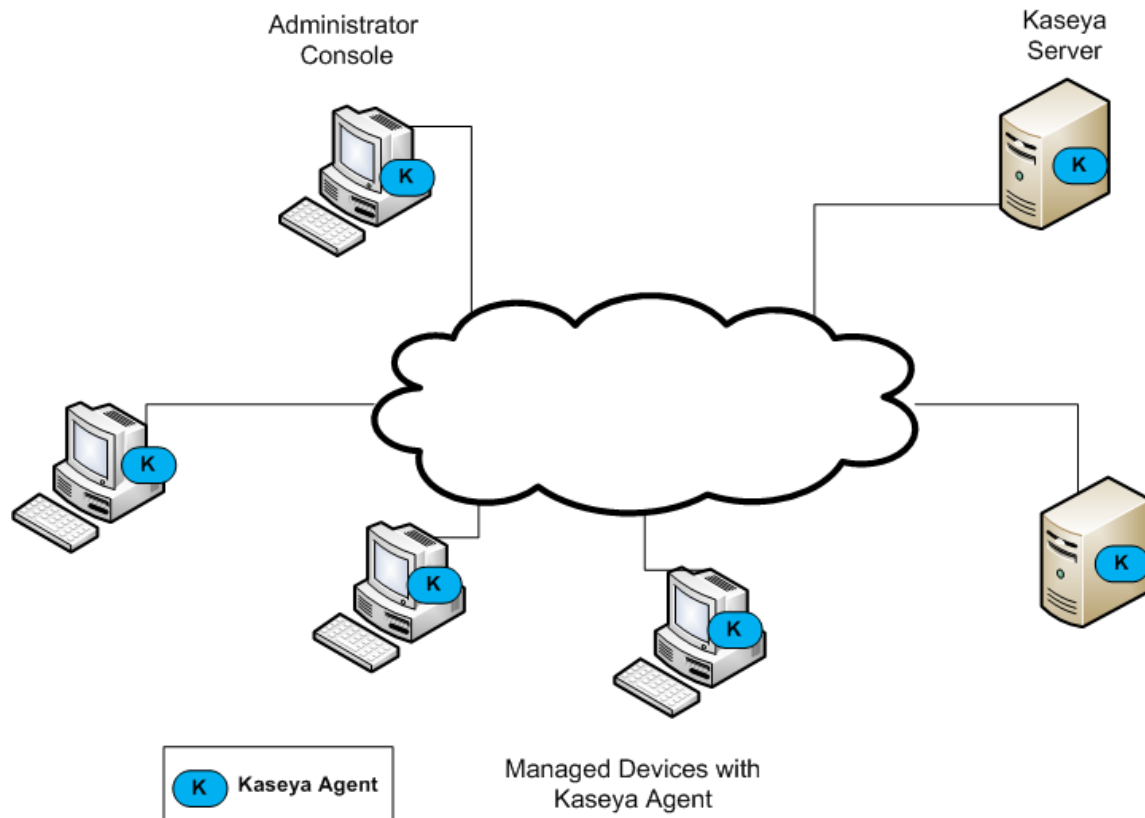 Administrator
Console
Kaseya
Server
K
K
K
K
K
K
K Kaseya Agent
Managed Devices with
Kaseya Agent